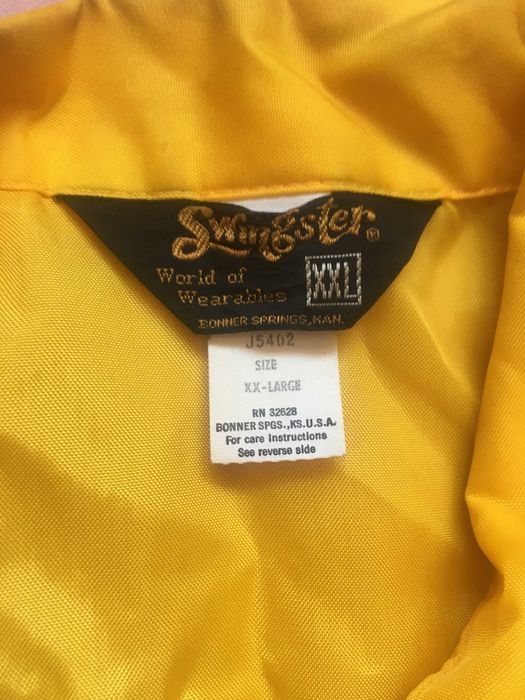 Swingster®
World of
Wearables
XXL
BONNER SPRINGS, KAN.
J5402
SIZE
XX-LARGE
RN 32628
BONNER SPGS.,KS.U.S.A.
For care Instructions
See reverse side